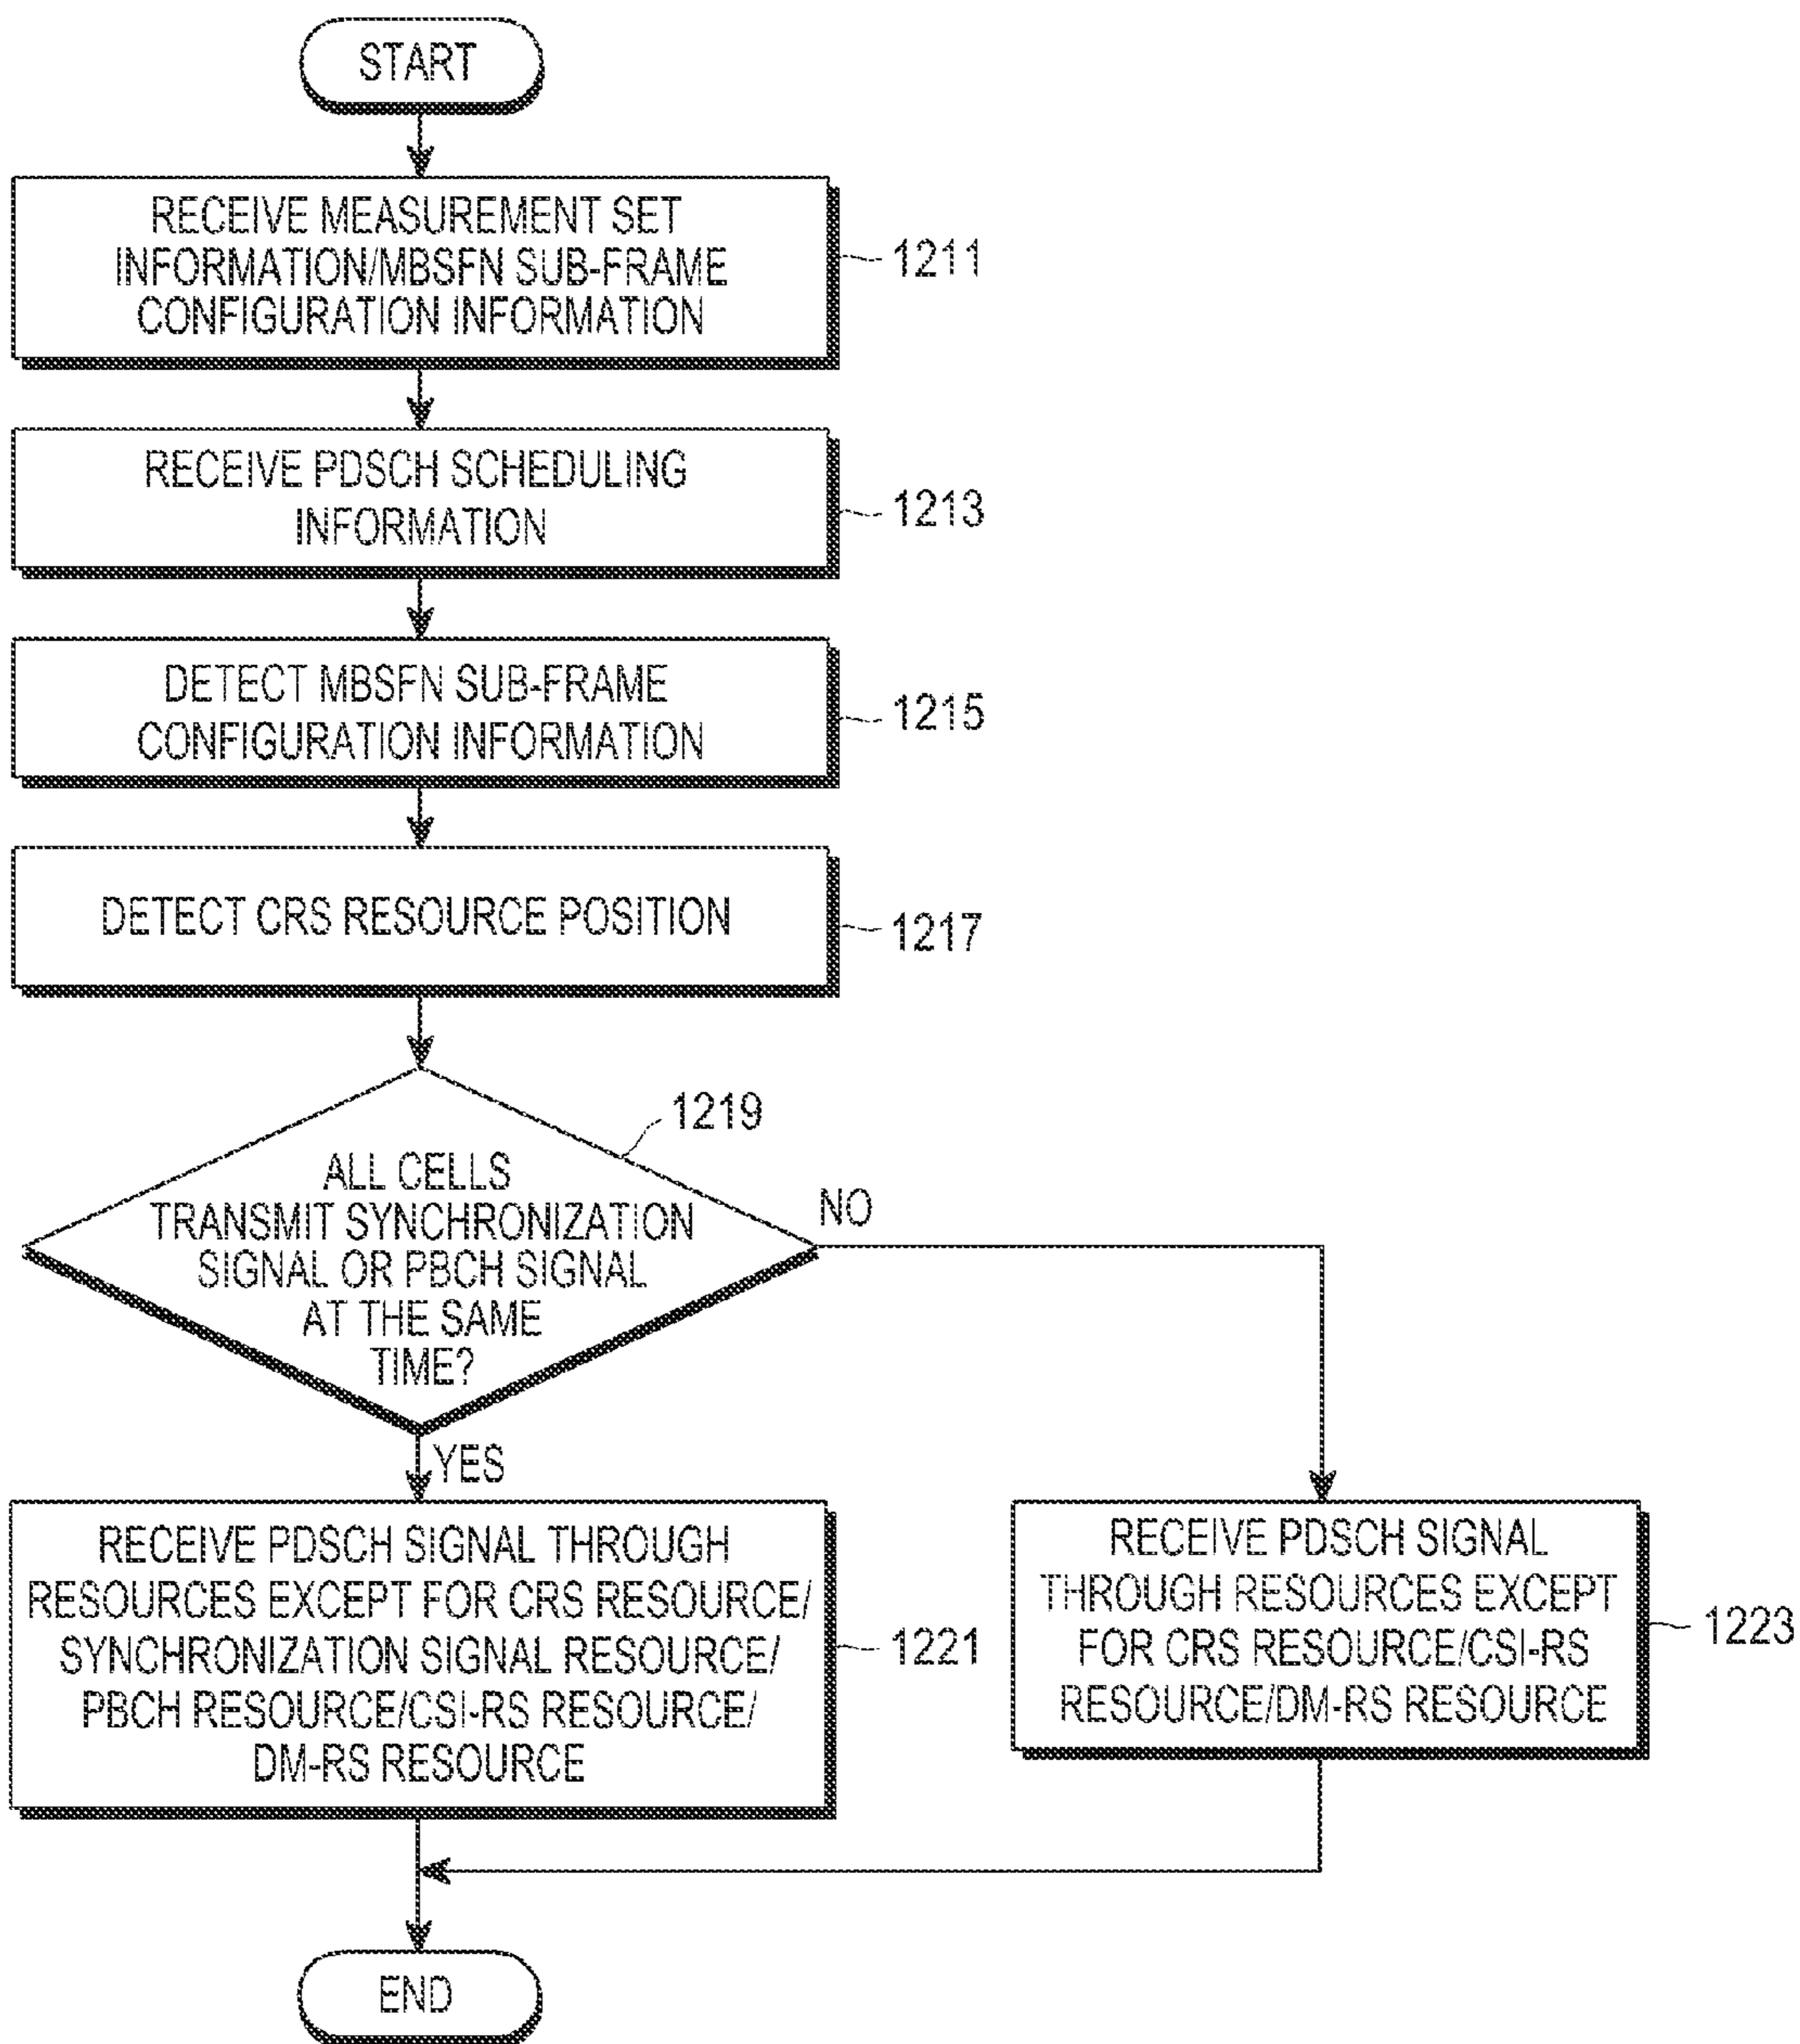 START
RECEIVE MEASUREMENT SET
INFORMATION/MBSFN SUB-FRAME
CONFIGURATION INFORMATION
1211
RECEIVE PDSCH SCHEDULING
INFORMATION
1213
DETECT MBSFN SUB-FRAME
CONFIGURATION INFORMATION
1215
DETECT CRS RESOURCE POSITION
1217
1219
ALL CELLS
TRANSMIT SYNCHRONIZATION
SIGNAL OR PBCH SIGNAL
AT THE SAME
TIME?
NO
YES
RECEIVE PDSCH SIGNAL THROUGH
RESOURCES EXCEPT FOR CRS RESOURCE/
SYNCHRONIZATION SIGNAL RESOURCE/
PBCH RESOURCE/CSI-RS RESOURCE/
DM-RS RESOURCE
1221
RECEIVE PDSCH SIGNAL
THROUGH RESOURCES EXCEPT
FOR CRS RESOURCE/CSI-RS
RESOURCE/DM-RS RESOURCE
1223
END